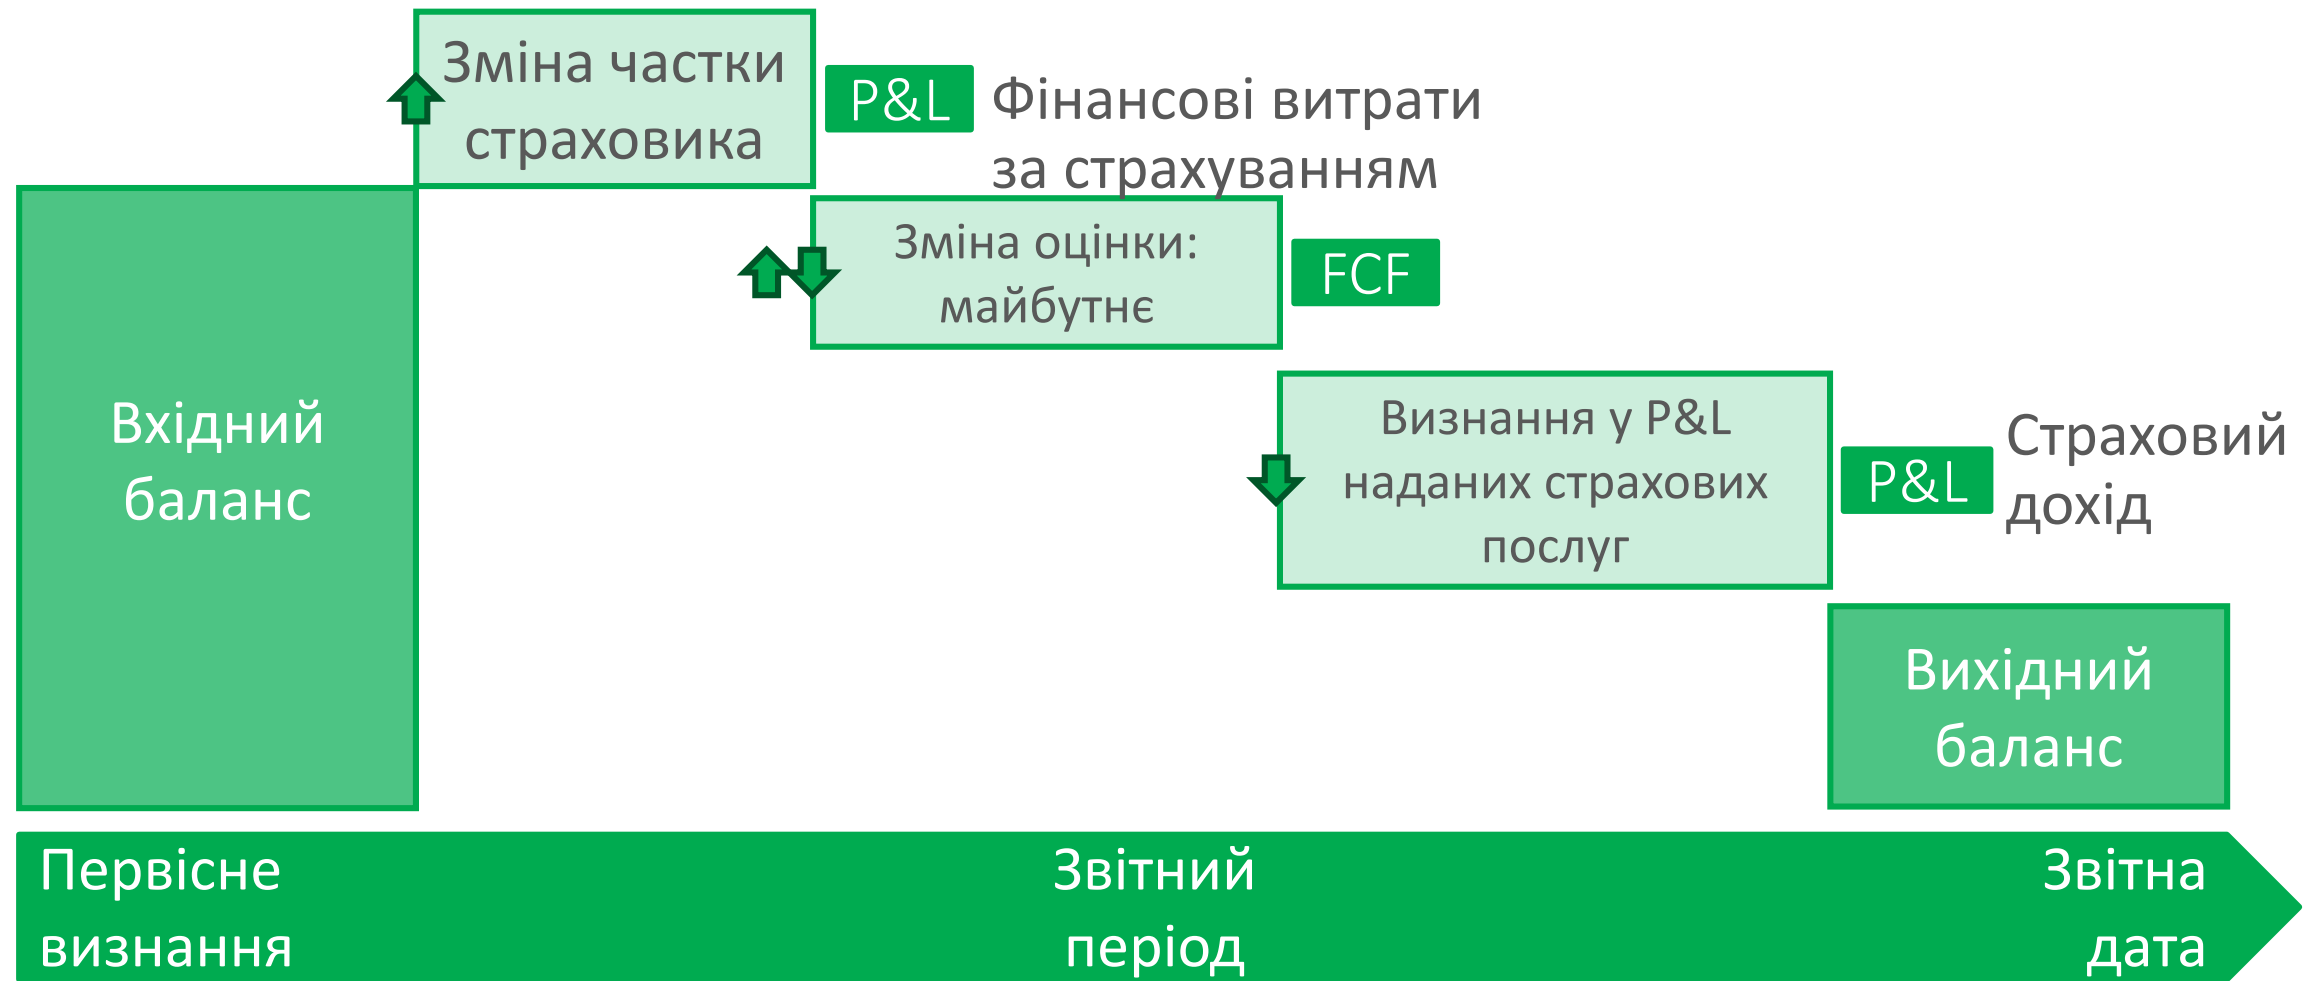 Зміна частки
страховика
P&L
Фінансові витрати
за страхуванням
Зміна оцінки:
майбутнє
FCF
Вхідний
баланс
Визнання у P&L
наданих страхових
послуг
P&L
Страховий
дохід
Вихідний
баланс
Первісне
визнання
Звітний
період
Звітна
дата